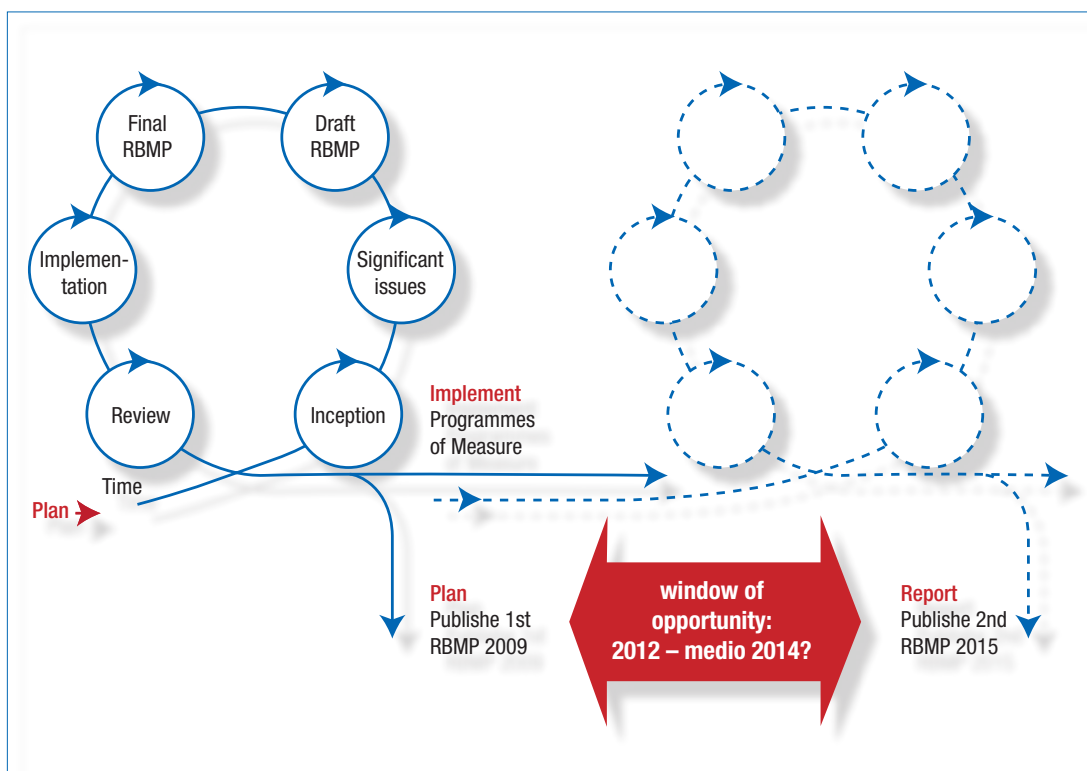 Final
RBMP
Draft
RBMP
Implemen-
tation
Significant
issues
Review
Inception
Implement
Programmes
of Measure
Time
Plan
Plan
Publishe 1st
RBMP 2009
window of
opportunity:
2012 – medio 2014?
Report
Publishe 2nd
RBMP 2015